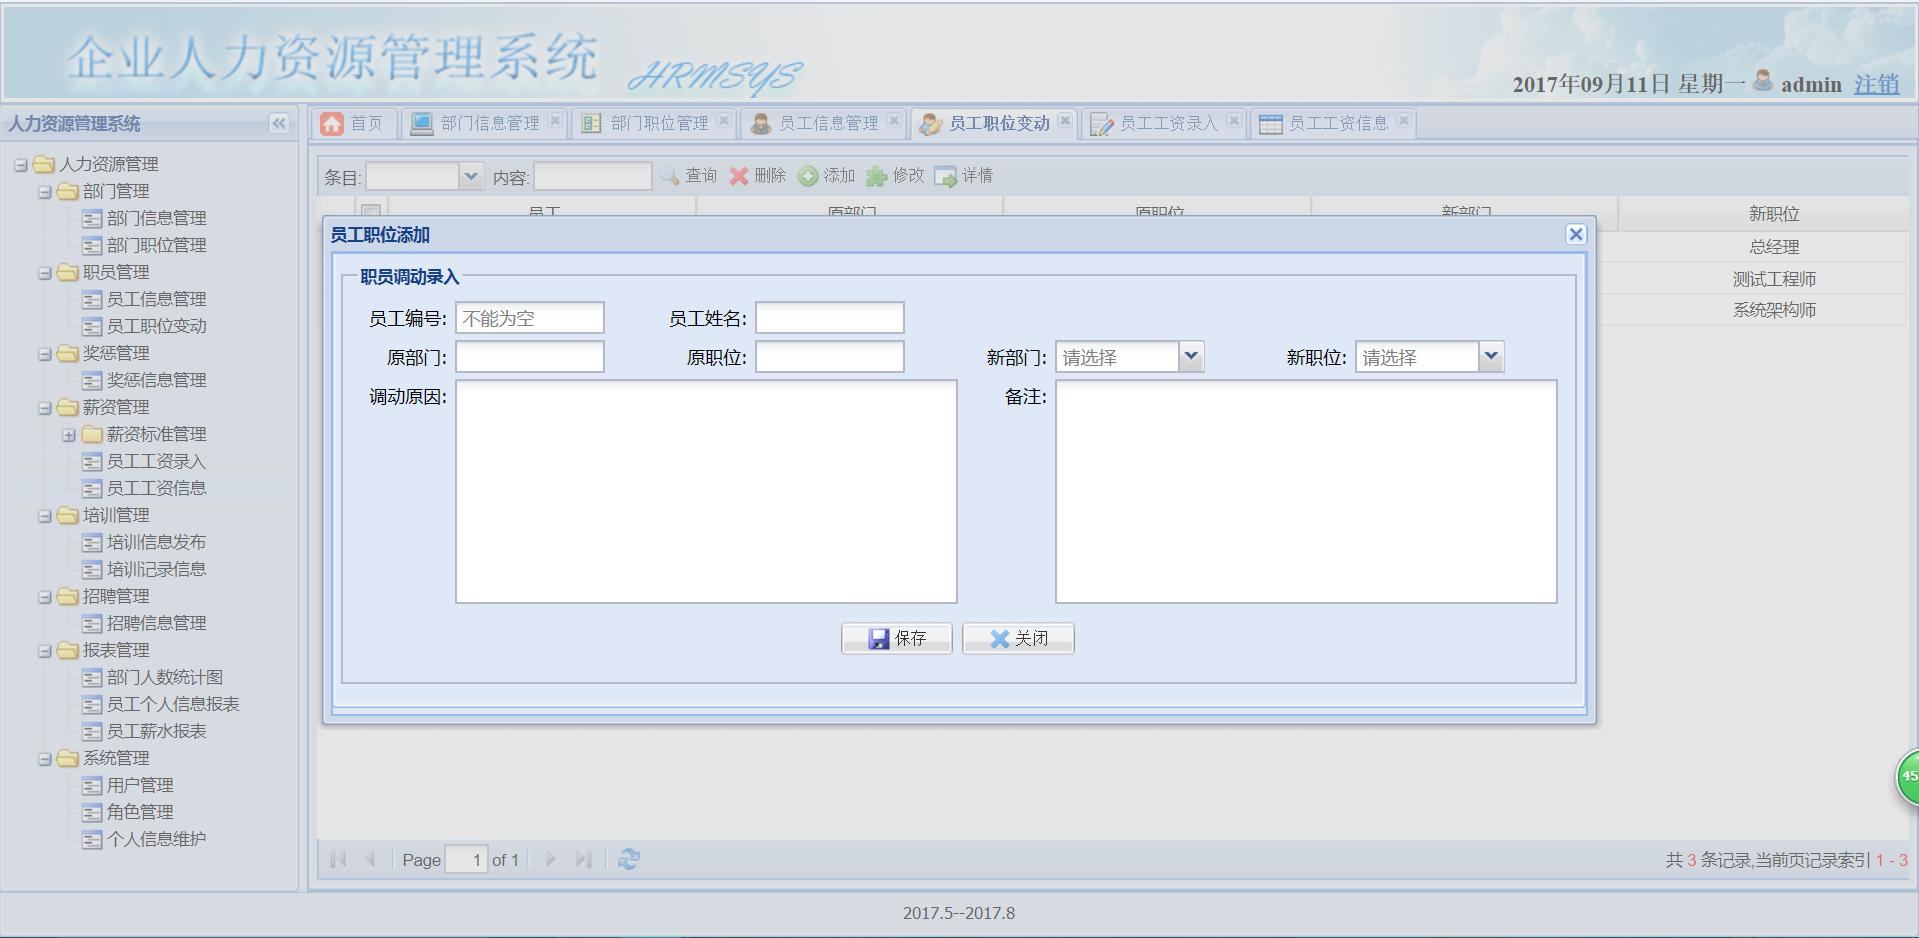 企业人力资源管理系统 HRMSYS
2017年09月11日 星期一 admin 注销
人力资源管理系统
首页 部门信息管理 部门职位管理 员工信息管理 员工职位变动 员工工资录入 员工工资信息
人力资源管理
部门管理
部门信息管理
部门职位管理
职员管理
员工信息管理
员工职位变动
奖惩管理
奖惩信息管理
薪资管理
薪资标准管理
员工工资录入
员工工资信息
培训管理
培训信息发布
培训记录信息
招聘管理
招聘信息管理
报表管理
部门人数统计图
员工个人信息报表
员工薪水报表
系统管理
用户管理
角色管理
个人信息维护
条目: 内容: 查询 删除 添加 修改 详情
员工 原部门 原职位 新部门 新职位
总经理
测试工程师
系统架构师
员工职位添加
职员调动录入
员工编号: 不能为空 员工姓名:
原部门: 原职位: 新部门: 请选择 新职位: 请选择
调动原因: 备注:
保存 关闭
45
Page 1 of 1 共 3 条记录,当前页记录索引 1 - 3
2017.5--2017.8